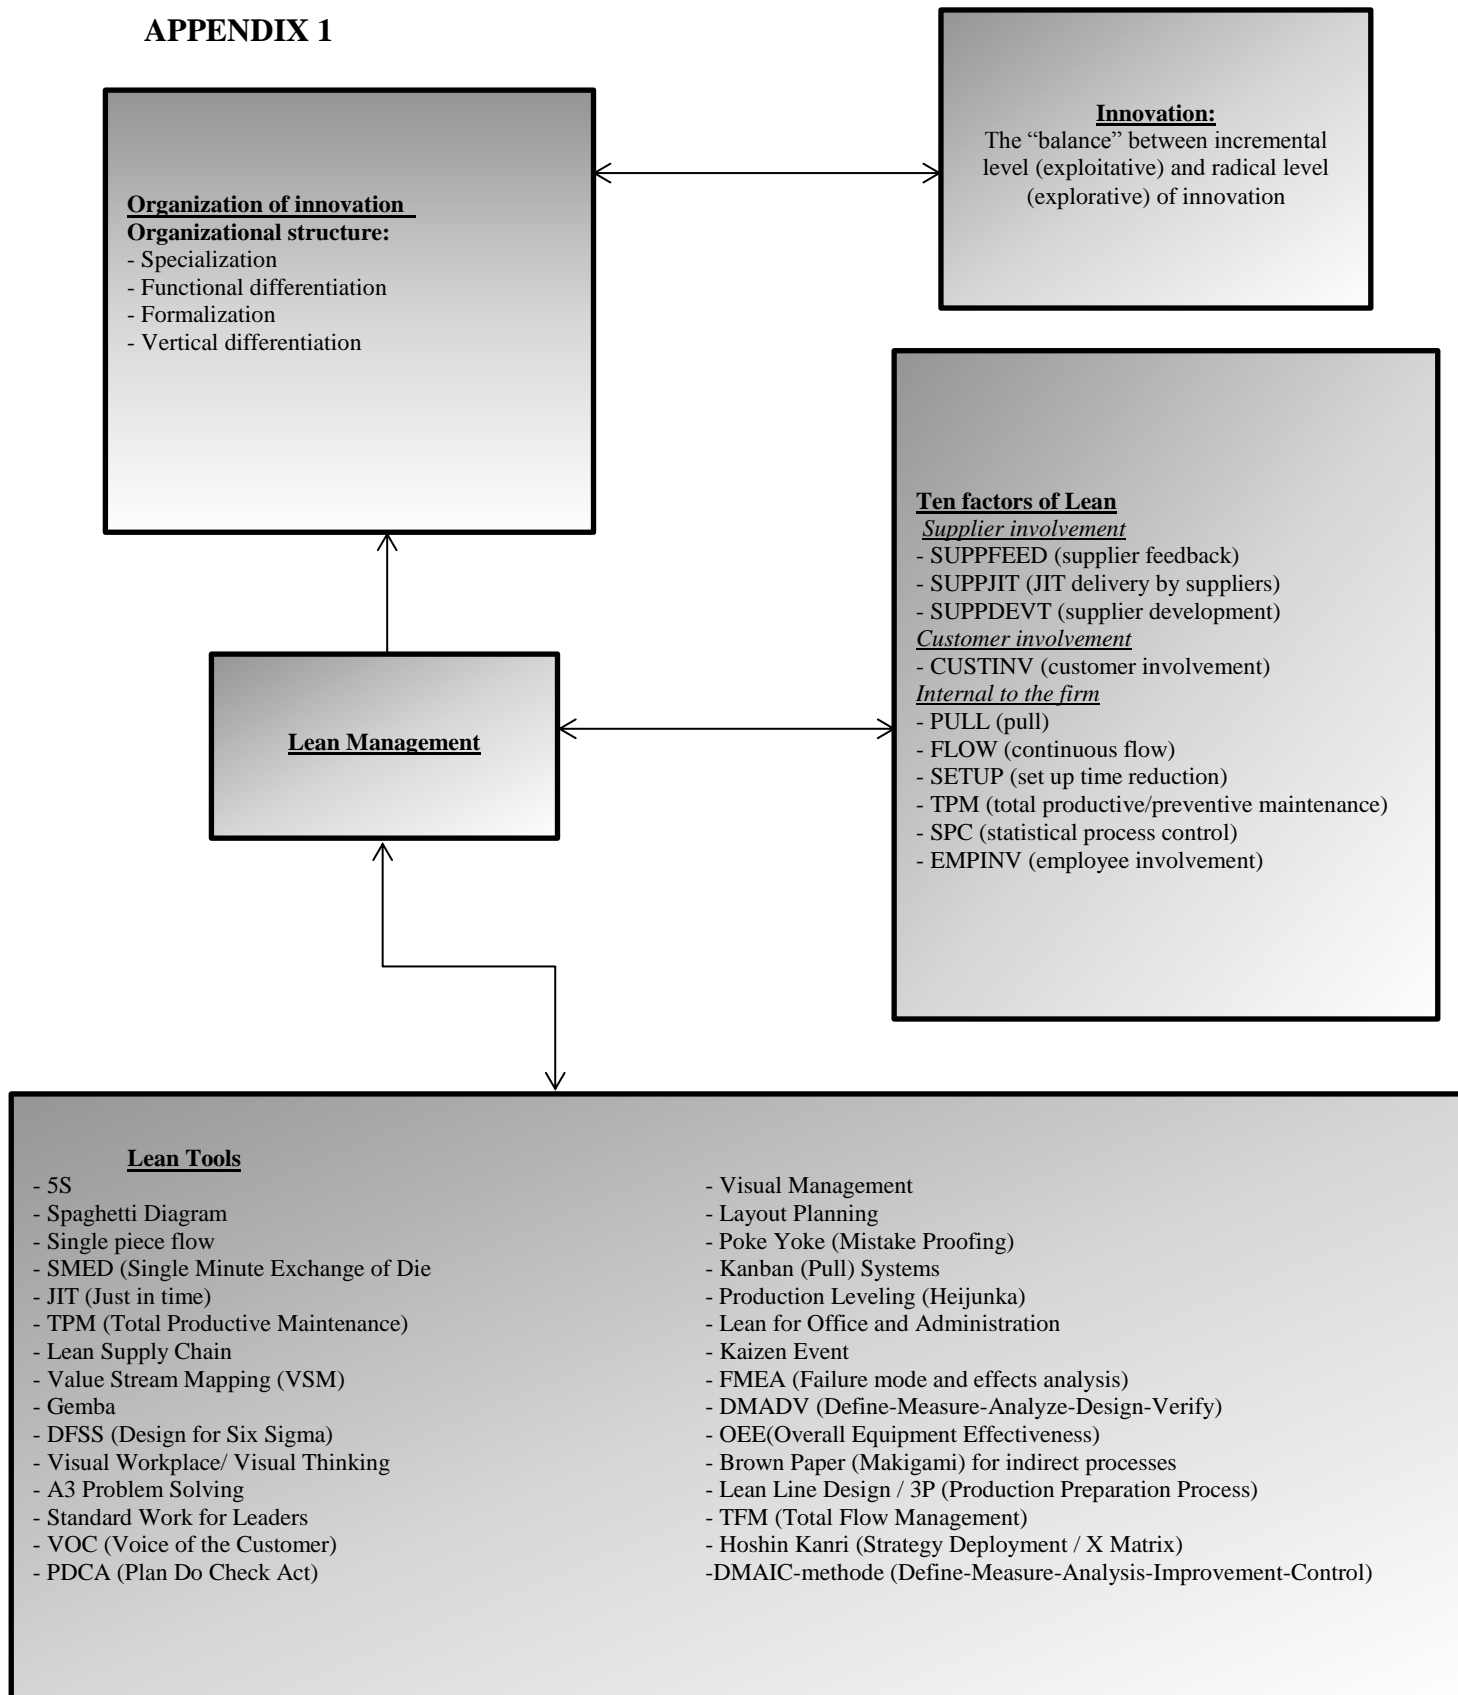 APPENDIX 1
Innovation:
The “balance” between incremental
level (exploitative) and radical level
(explorative) of innovation
Organization of innovation
Organizational structure:
- Specialization
- Functional differentiation
- Formalization
- Vertical differentiation
Ten factors of Lean
Supplier involvement
- SUPPFEED (supplier feedback)
- SUPPJIT (JIT delivery by suppliers)
- SUPPDEVT (supplier development)
Customer involvement
- CUSTINV (customer involvement)
Internal to the firm
- PULL (pull)
- FLOW (continuous flow)
- SETUP (set up time reduction)
- TPM (total productive/preventive maintenance)
- SPC (statistical process control)
- EMPINV (employee involvement)
Lean Management
Lean Tools
- 5S
- Spaghetti Diagram
- Single piece flow
- SMED (Single Minute Exchange of Die
- JIT (Just in time)
- TPM (Total Productive Maintenance)
- Lean Supply Chain
- Value Stream Mapping (VSM)
- Gemba
- DFSS (Design for Six Sigma)
- Visual Workplace/ Visual Thinking
- A3 Problem Solving
- Standard Work for Leaders
- VOC (Voice of the Customer)
- PDCA (Plan Do Check Act)
- Visual Management
- Layout Planning
- Poke Yoke (Mistake Proofing)
- Kanban (Pull) Systems
- Production Leveling (Heijunka)
- Lean for Office and Administration
- Kaizen Event
- FMEA (Failure mode and effects analysis)
- DMADV (Define-Measure-Analyze-Design-Verify)
- OEE(Overall Equipment Effectiveness)
- Brown Paper (Makigami) for indirect processes
- Lean Line Design / 3P (Production Preparation Process)
- TFM (Total Flow Management)
- Hoshin Kanri (Strategy Deployment / X Matrix)
-DMAIC-methode (Define-Measure-Analysis-Improvement-Control)